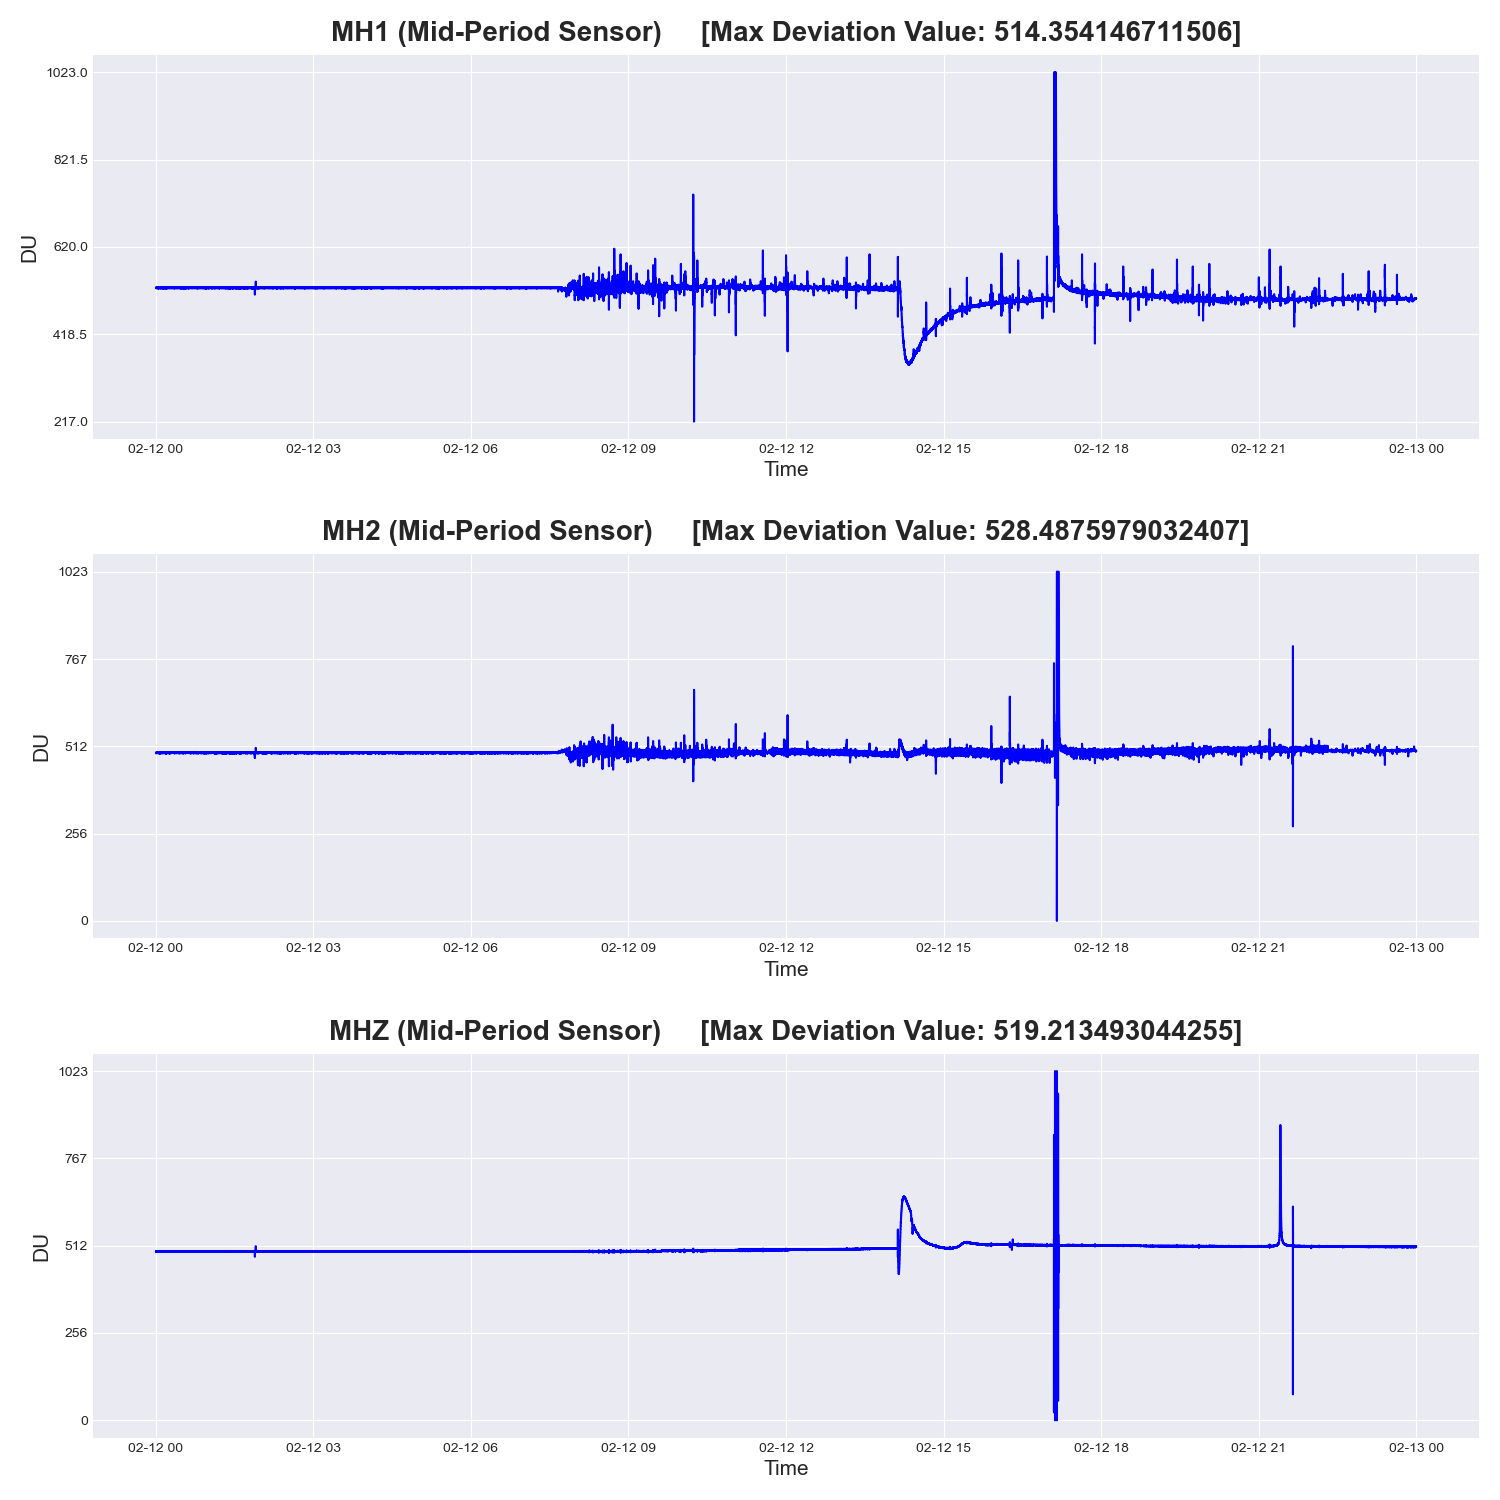 MH1 (Mid-Period Sensor) [Max Deviation Value: 514.354146711506]
1023.0
821.5
620.0
418.5
217.0
DU
02-12 00 02-12 03 02-12 06 02-12 09 02-12 12 02-12 15 02-12 18 02-12 21 02-13 00
Time
MH2 (Mid-Period Sensor) [Max Deviation Value: 528.4875979032407]
1023
767
512
256
0
DU
02-12 00 02-12 03 02-12 06 02-12 09 02-12 12 02-12 15 02-12 18 02-12 21 02-13 00
Time
MHZ (Mid-Period Sensor) [Max Deviation Value: 519.213493044255]
1023
767
512
256
0
DU
02-12 00 02-12 03 02-12 06 02-12 09 02-12 12 02-12 15 02-12 18 02-12 21 02-13 00
Time